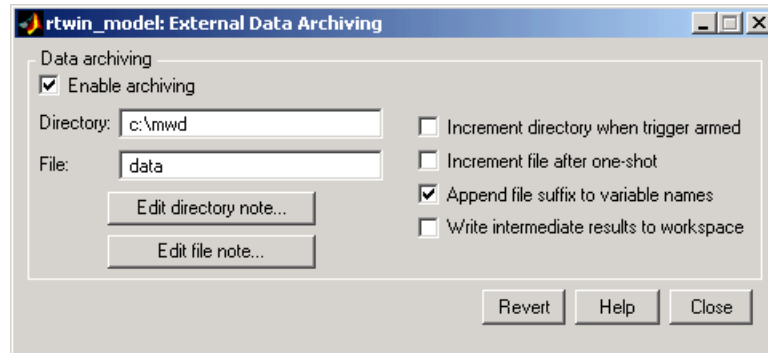 rtwin_model: External Data Archiving
Data archiving
Enable archiving
Directory: c:\mwd
File: data
Edit directory note...
Edit file note...
Increment directory when trigger armed
Increment file after one-shot
Append file suffix to variable names
Write intermediate results to workspace
Revert Help Close